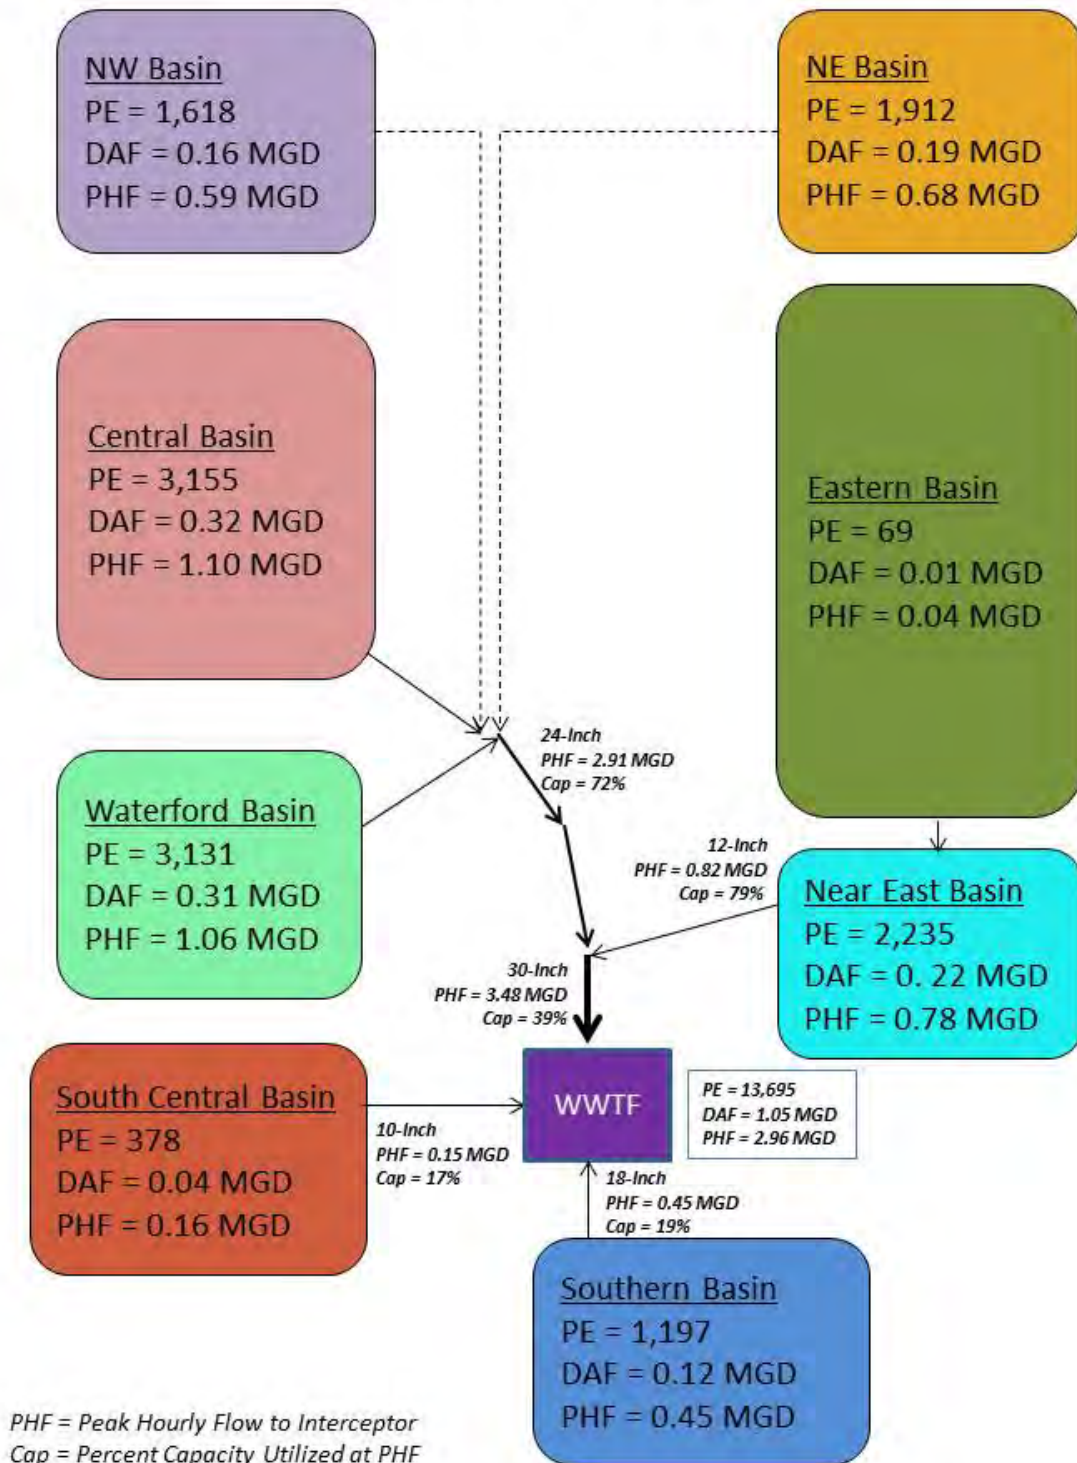 NW Basin
PE = 1,618
DAF = 0.16 MGD
PHF = 0.59 MGD
NE Basin
PE = 1,912
DAF = 0.19 MGD
PHF = 0.68 MGD
Central Basin
PE = 3,155
DAF = 0.32 MGD
PHF = 1.10 MGD
Eastern Basin
PE = 69
DAF = 0.01 MGD
PHF = 0.04 MGD
24-Inch
PHF = 2.91 MGD
Cap = 72%
Waterford Basin
PE = 3,131
DAF = 0.31 MGD
PHF = 1.06 MGD
12-Inch
PHF = 0.82 MGD
Cap = 79%
Near East Basin
PE = 2,235
DAF = 0. 22 MGD
PHF = 0.78 MGD
30-Inch
PHF = 3.48 MGD
Cap = 39%
South Central Basin
PE = 378
DAF = 0.04 MGD
PHF = 0.16 MGD
10-Inch
PHF = 0.15 MGD
Cap = 17%
WWTF
PE = 13,695
DAF = 1.05 MGD
PHF = 2.96 MGD
18-Inch
PHF = 0.45 MGD
Cap = 19%
Southern Basin
PE = 1,197
DAF = 0.12 MGD
PHF = 0.45 MGD
PHF = Peak Hourly Flow to Interceptor
Cap = Percent Capacity Utilized at PHF